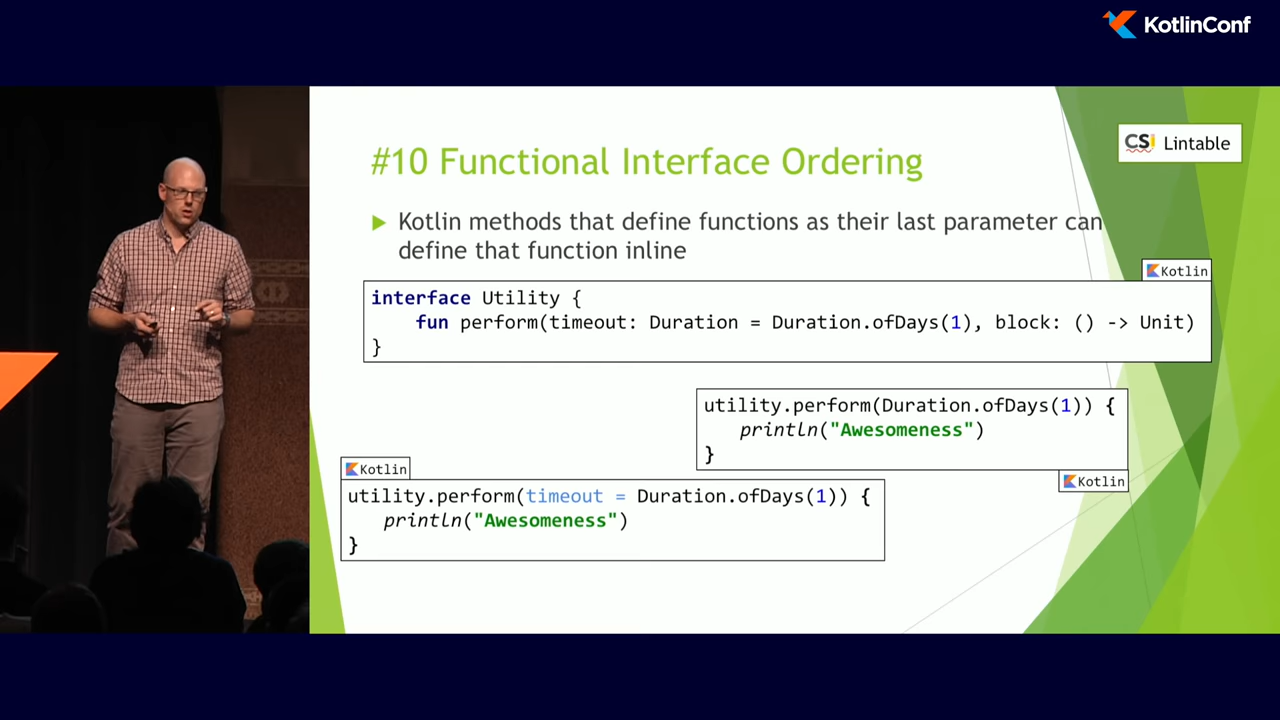 KotlinConf
#10 Functional Interface Ordering
CS! Lintable
Kotlin methods that define functions as their last parameter can
define that function inline
Kotlin
interface Utility {
fun perform(timeout: Duration = Duration.ofDays(1), block: () -> Unit)
}
utility.perform(Duration.ofDays(1)) {
println("Awesomeness")
}
Kotlin
Kotlin
utility.perform(timeout = Duration.ofDays(1)) {
println("Awesomeness")
}